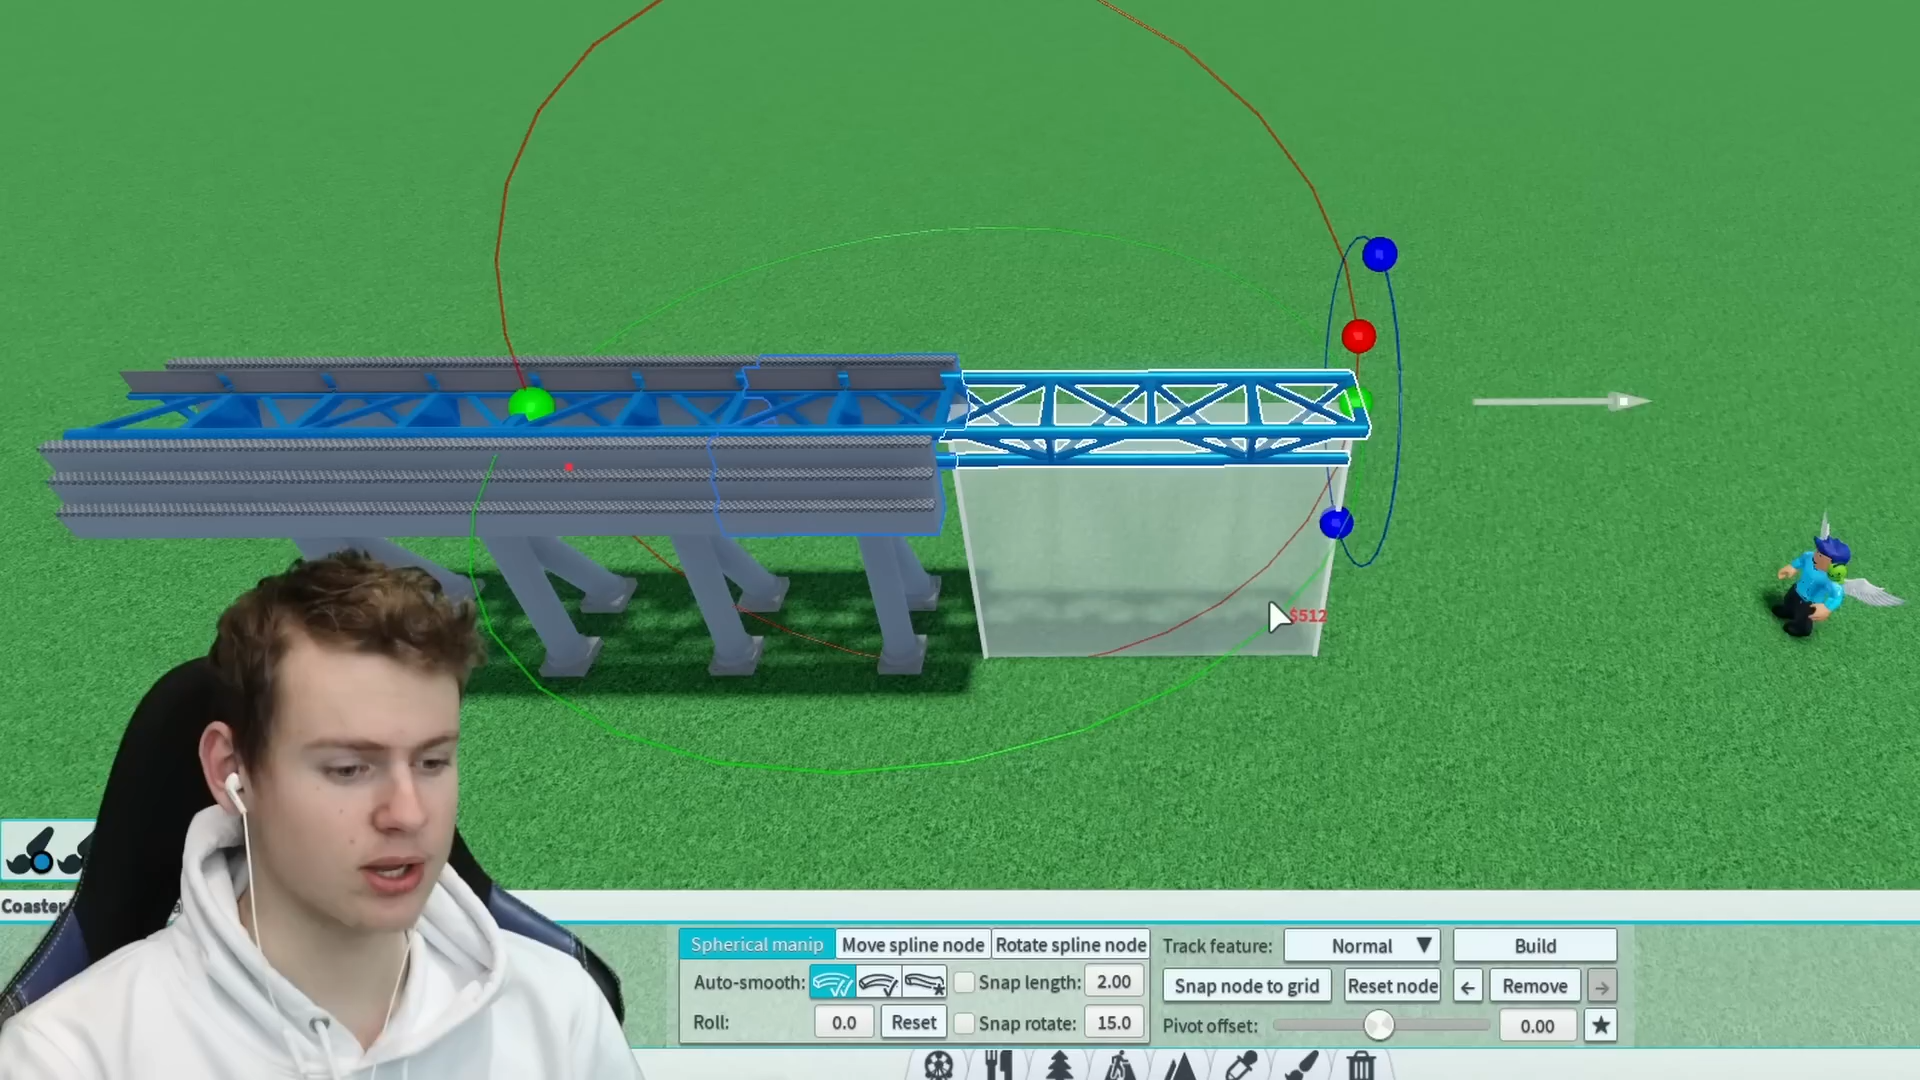 $512
Coaster
Spherical manip Move spline node Rotate spline node Track feature: Normal ▼ Build
Auto-smooth: Snap length: 2.00 Snap node to grid Reset node ← Remove →
Roll: 0.0 Reset Snap rotate: 15.0 Pivot offset: 0.00 ★